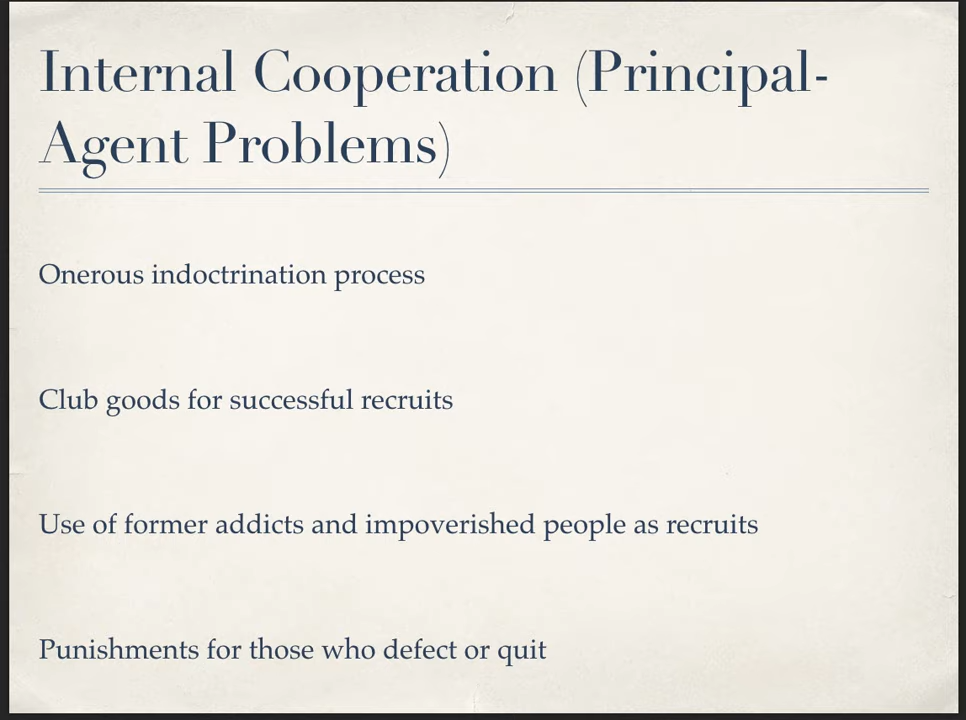 Internal Cooperation (Principal-
Agent Problems)
Onerous indoctrination process
Club goods for successful recruits
Use of former addicts and impoverished people as recruits
Punishments for those who defect or quit